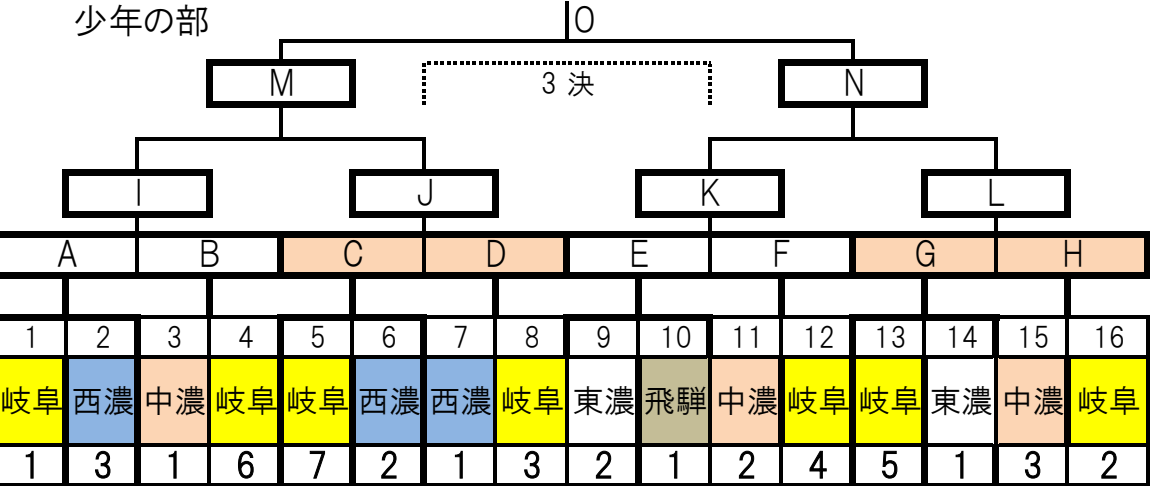 少年の部
O
M
3 決
N
I
J
K
L
A B C D E F G H
1 2 3 4 5 6 7 8 9 10 11 12 13 14 15 16
岐阜 西濃 中濃 岐阜 岐阜 西濃 西濃 岐阜 東濃 飛騨 中濃 岐阜 岐阜 東濃 中濃 岐阜
1 3 1 6 7 2 1 3 2 1 2 4 5 1 3 2